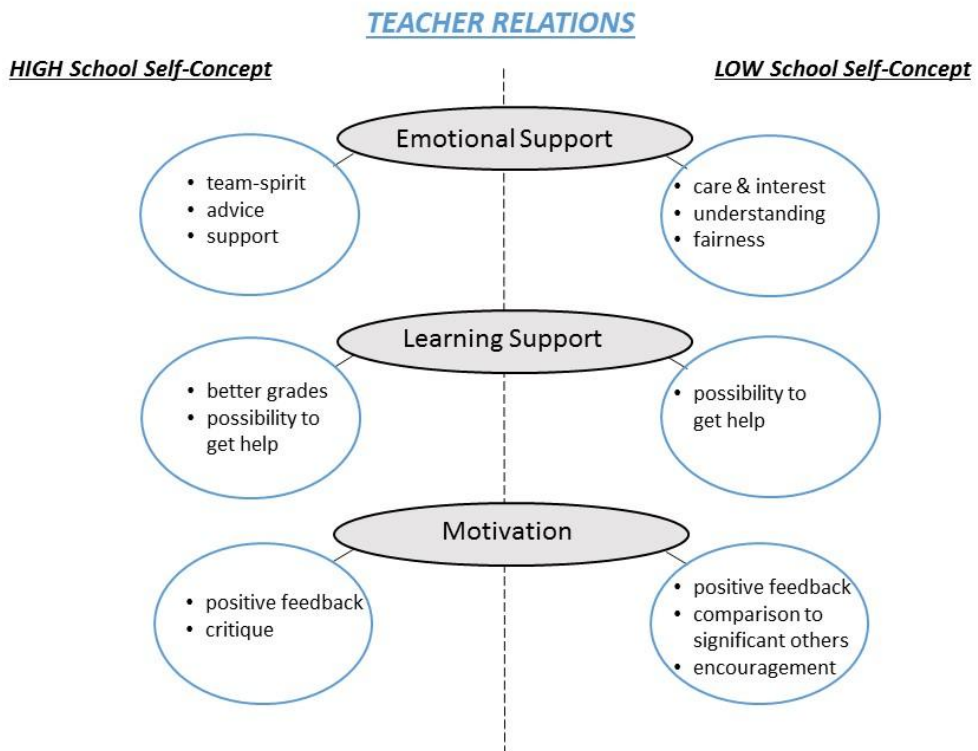 TEACHER RELATIONS
HIGH School Self-Concept
LOW School Self-Concept
Emotional Support
• team-spirit
• advice
• support
• care & interest
• understanding
• fairness
Learning Support
• better grades
• possibility to
get help
• possibility to
get help
Motivation
• positive feedback
• critique
• positive feedback
• comparison to
significant others
• encouragement